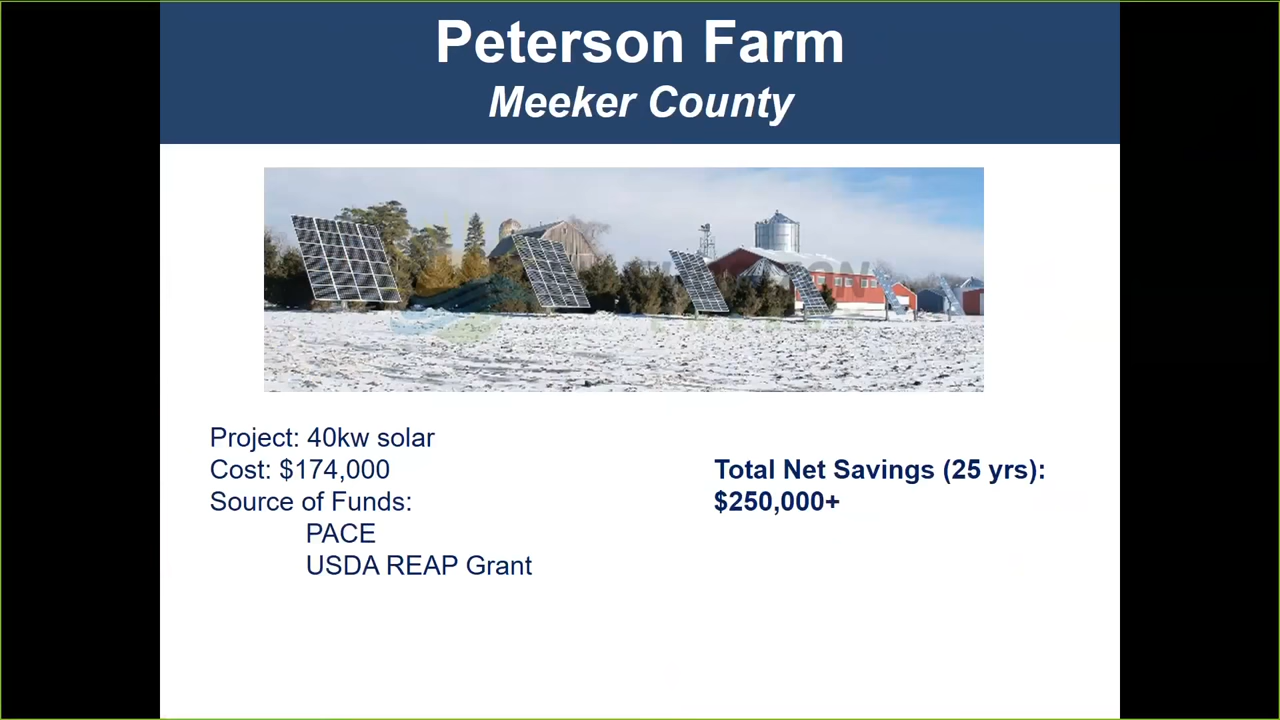 Peterson Farm
Meeker County
Project: 40kw solar
Cost: $174,000
Source of Funds:
PACE
USDA REAP Grant
Total Net Savings (25 yrs):
$250,000+